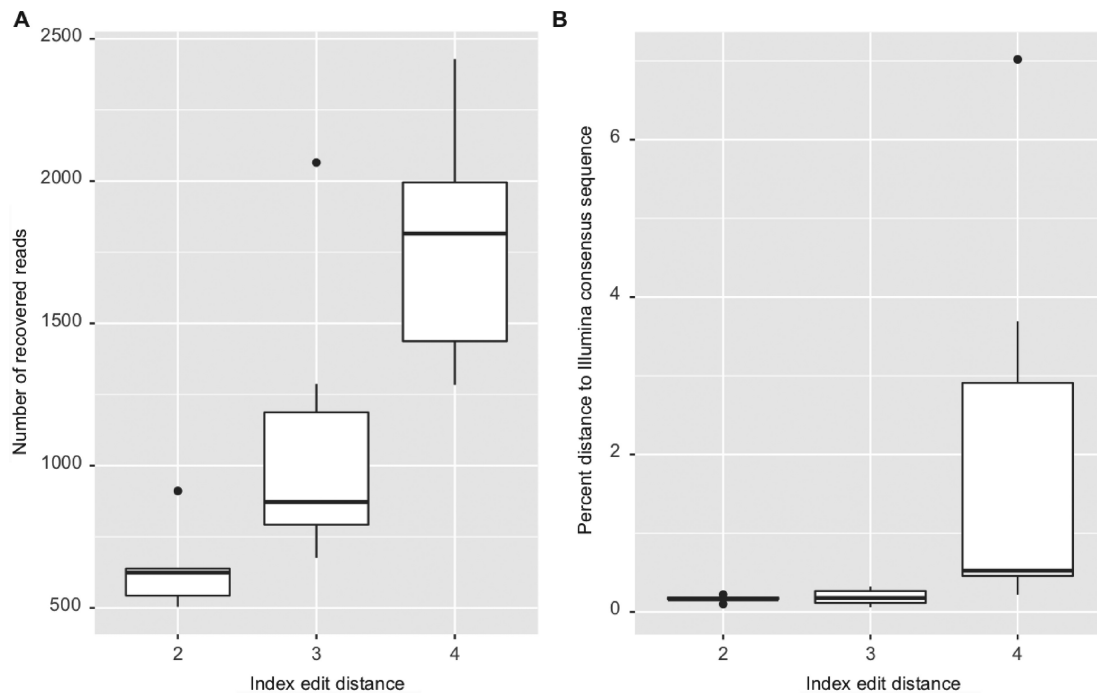 A
Number of recovered reads
2500
2000
1500
1000
500
2 3 4
Index edit distance
B
Percent distance to Illumina consensus sequence
6
4
2
0
2 3 4
Index edit distance